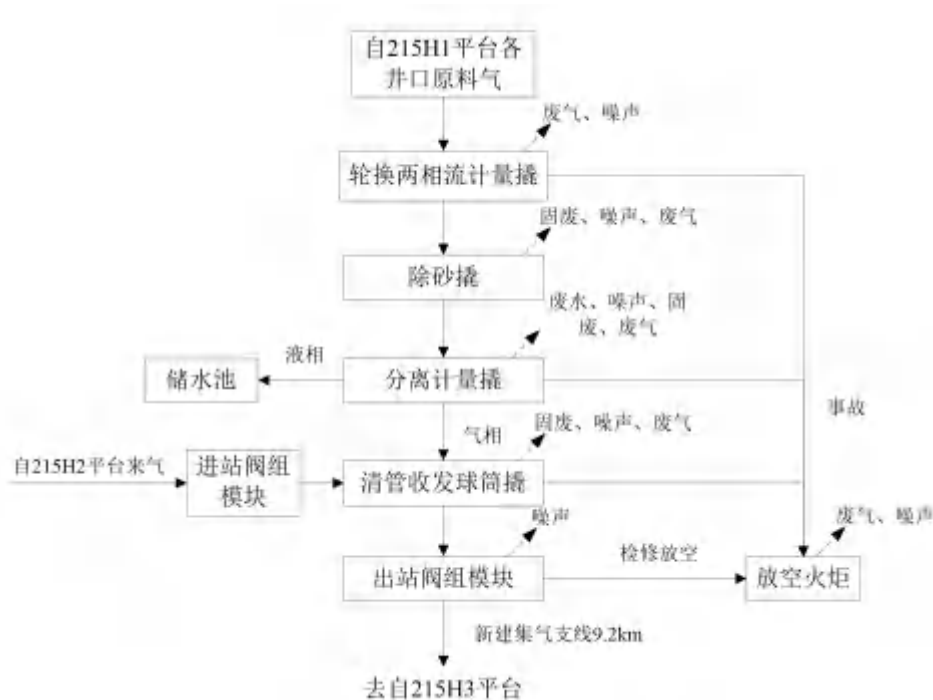 自215H1平台各
井口原料气
废气、噪声
轮换两相流计量撬
固废、噪声、废气
除砂撬
废水、噪声、固
废、废气
液相
储水池
分离计量撬
事故
气相
固废、噪声、废气
自215H2平台来气
进站阀组
模块
清管收发球筒撬
噪声
废气、噪声
检修放空
出站阀组模块
放空火炬
新建集气支线9.2km
去自215H3平台